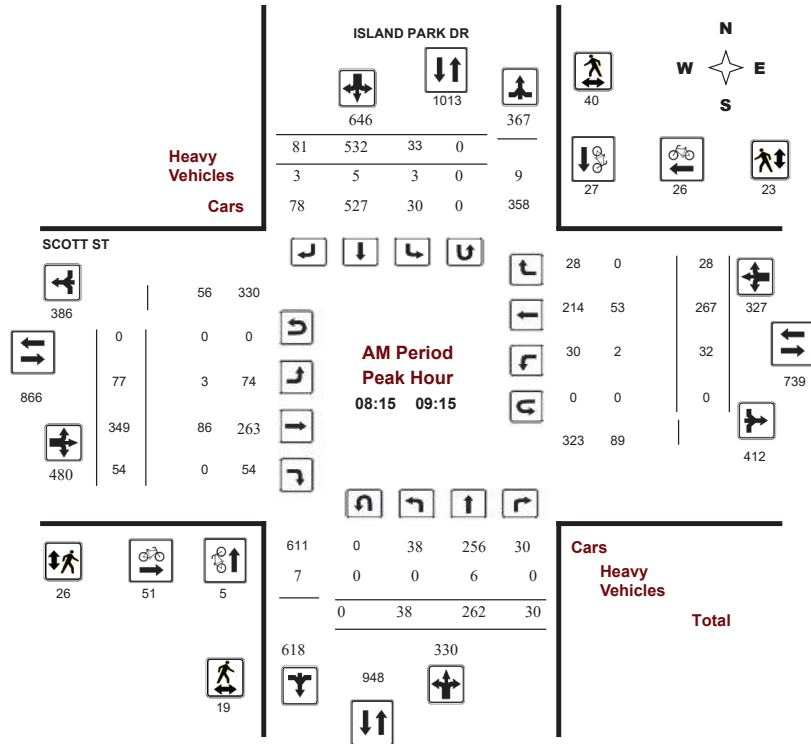 ISLAND PARK DR
N
W E
S
1013
40
646 367
81 532 33 0
Heavy
Vehicles
3 5 3 0 9
27 26 23
Cars
78 527 30 0 358
SCOTT ST
386
56 330
28 0 28
327
0 0 0
214 53 267
866
77 3 74
AM Period
Peak Hour
08:15 09:15
30 2 32
739
349 86 263
0 0 0
480
54 0 54
323 89
412
611 0 38 256 30
Cars
7 0 0 6 0
Heavy
Vehicles
26 51 5
0 38 262 30
Total
618 330
948
19